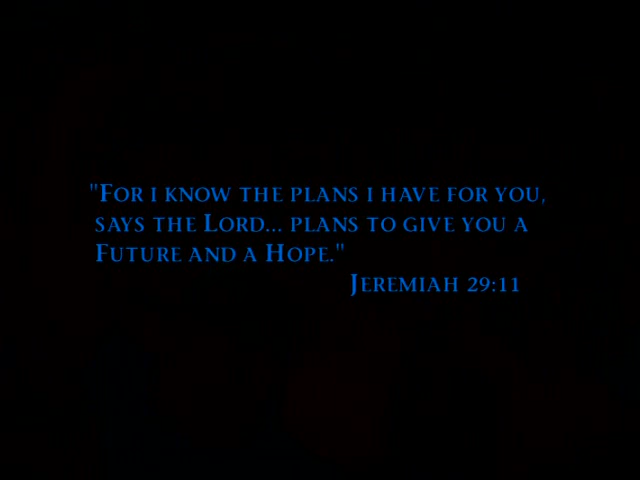 "For i know the plans i have for you,
says the Lord... plans to give you a
Future and a Hope."
Jeremiah 29:11